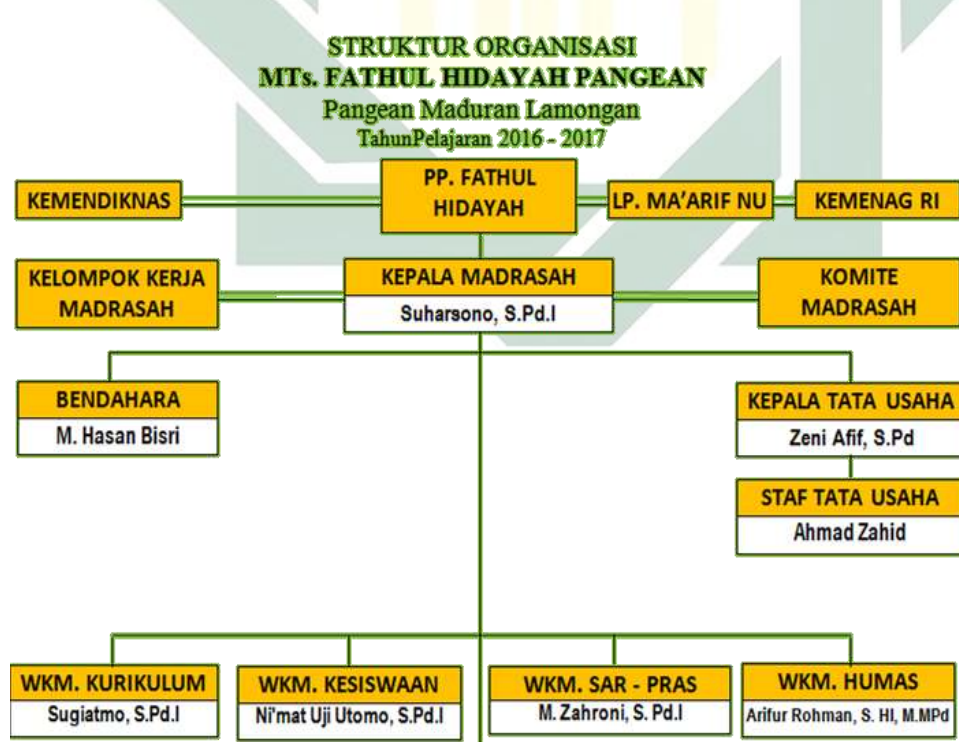 STRUKTUR ORGANISASI
MTs. FATHUL HIDAYAH PANGEAN
Pangean Maduran Lamongan
TahunPelajaran 2016 - 2017
KEMENDIKNAS
PP. FATHUL
HIDAYAH
LP. MA'ARIF NU
KEMENAG RI
KELOMPOK KERJA
MADRASAH
KEPALA MADRASAH
Suharsono, S.Pd.I
KOMITE
MADRASAH
BENDAHARA
M. Hasan Bisri
KEPALA TATA USAHA
Zeni Afif, S.Pd
STAF TATA USAHA
Ahmad Zahid
WKM. KURIKULUM
Sugiatmo, S.Pd.I
WKM. KESISWAAN
Ni'mat Uji Utomo, S.Pd.I
WKM. SAR - PRAS
M. Zahroni, S. Pd.I
WKM. HUMAS
Arifur Rohman, S. HI, M.MPd